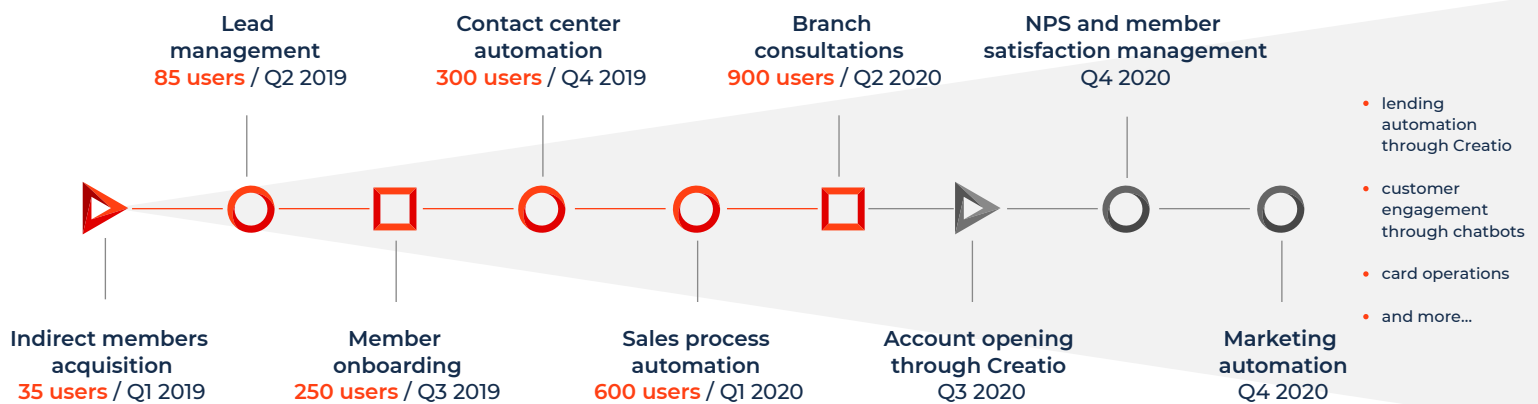 Lead
management
85 users / Q2 2019
Contact center
automation
300 users / Q4 2019
Branch
consultations
900 users / Q2 2020
NPS and member
satisfaction management
Q4 2020
• lending
automation
through Creatio
• customer
engagement
through chatbots
• card operations
• and more...
Indirect members
acquisition
35 users / Q1 2019
Member
onboarding
250 users / Q3 2019
Sales process
automation
600 users / Q1 2020
Account opening
through Creatio
Q3 2020
Marketing
automation
Q4 2020